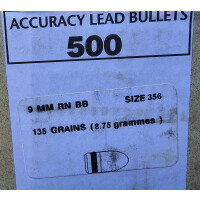 ACCURACY LEAD BULLETS
500
9 MM RN BB SIZE 356
135 GRAINS (8.75 grammes)